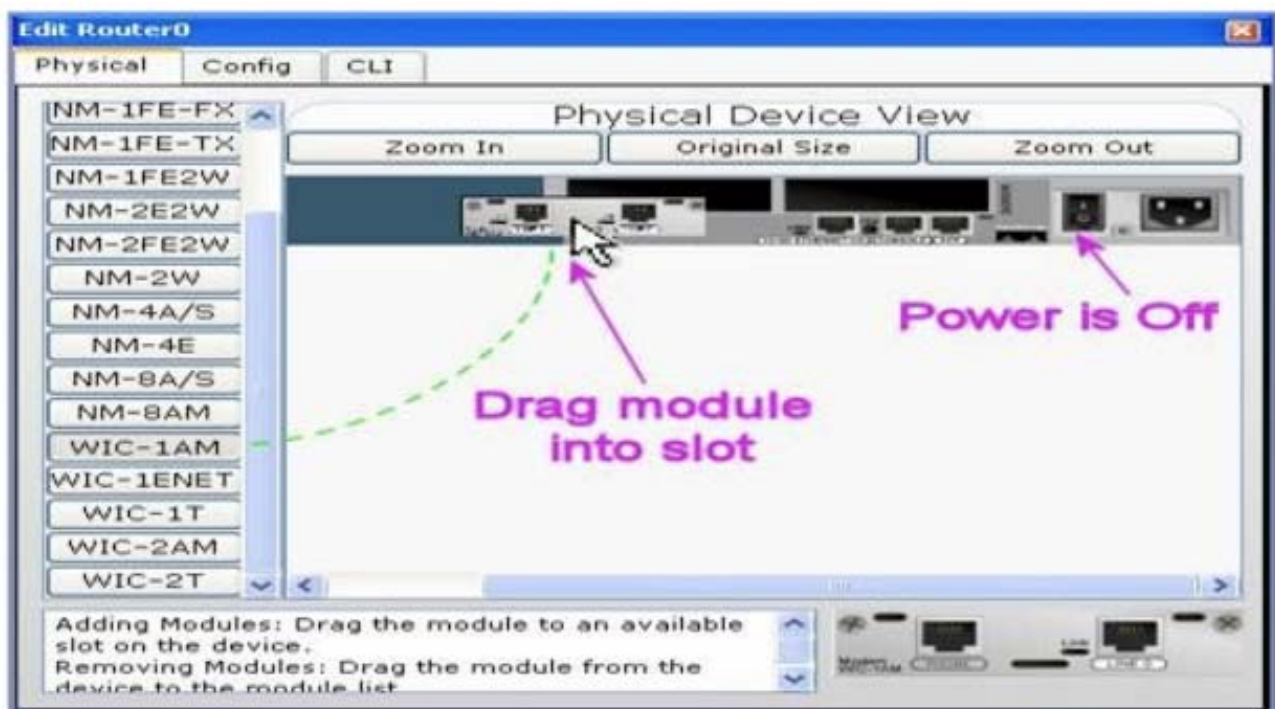 Edit Router0
Physical
Config
CLI
NM-1FE-FX
NM-1FE-TX
NM-1FE2W
NM-2E2W
NM-2FE2W
NM-2W
NM-4A/S
NM-4E
NM-8A/S
NM-8AM
WIC-1AM
WIC-1ENET
WIC-1T
WIC-2AM
WIC-2T
Physical Device View
Zoom In
Original Size
Zoom Out
Power is Off
Drag module
into slot
Adding Modules: Drag the module to an available
slot on the device.
Removing Modules: Drag the module from the
device to the module list